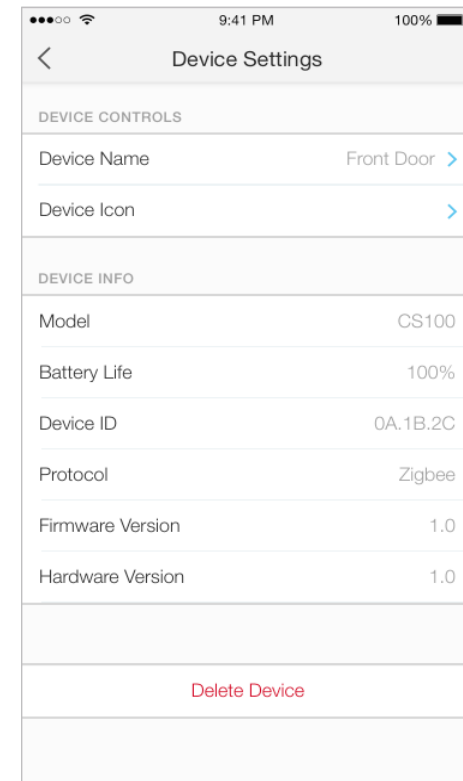 9:41 PM 100%
Device Settings
DEVICE CONTROLS
Device Name Front Door
Device Icon
DEVICE INFO
Model CS100
Battery Life 100%
Device ID 0A.1B.2C
Protocol Zigbee
Firmware Version 1.0
Hardware Version 1.0
Delete Device